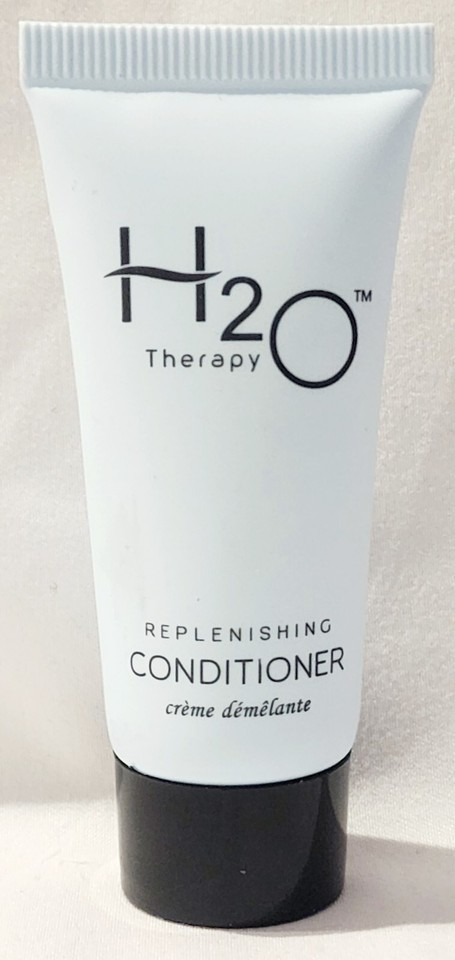 H2O™
Therapy
REPLENISHING
CONDITIONER
crème démêlante